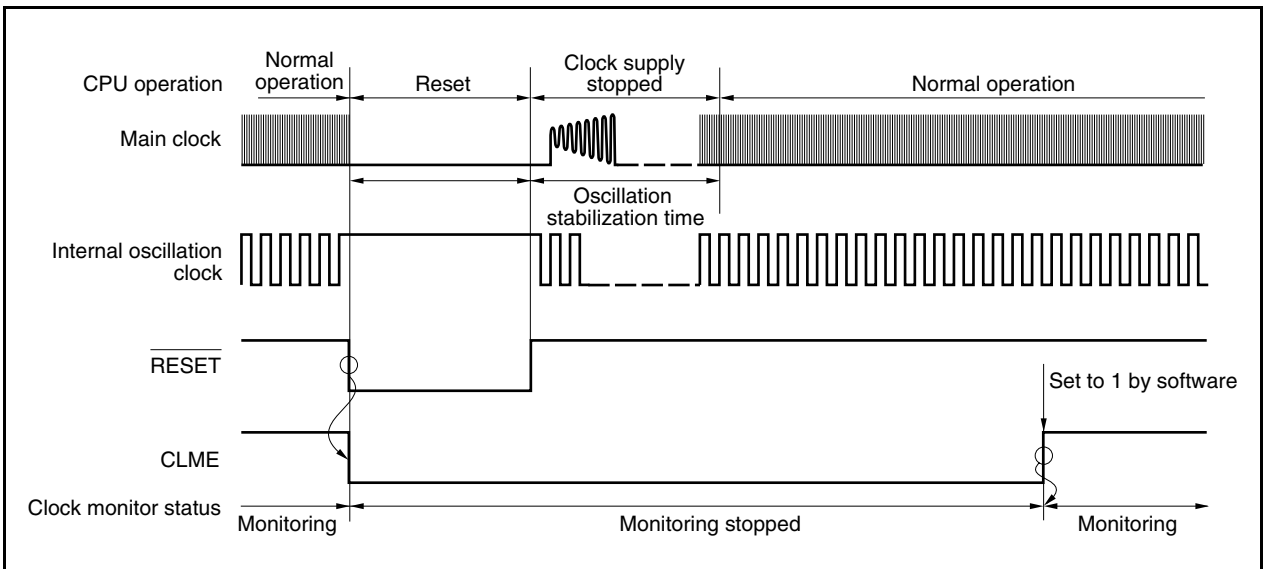 Normal
operation
Clock supply
stopped
CPU operation
Reset
Normal operation
Main clock
Oscillation
stabilization time
Internal oscillation
clock
RESET
Set to 1 by software
CLME
Clock monitor status
Monitoring
Monitoring stopped
Monitoring